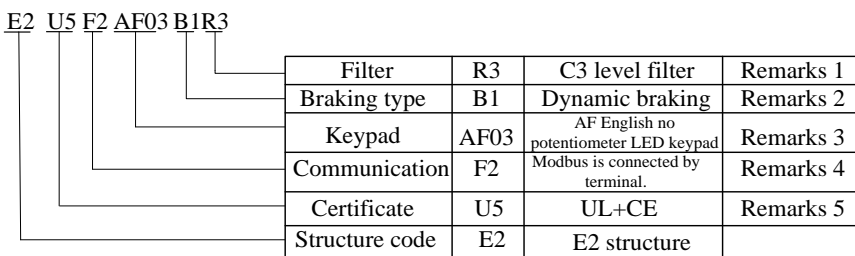 E2 U5 F2 AF03 B1R3
Filter R3 C3 level filter Remarks 1
Braking type B1 Dynamic braking Remarks 2
Keypad AF03 AF English no potentiometer LED keypad Remarks 3
Communication F2 Modbus is connected by terminal. Remarks 4
Certificate U5 UL+CE Remarks 5
Structure code E2 E2 structure